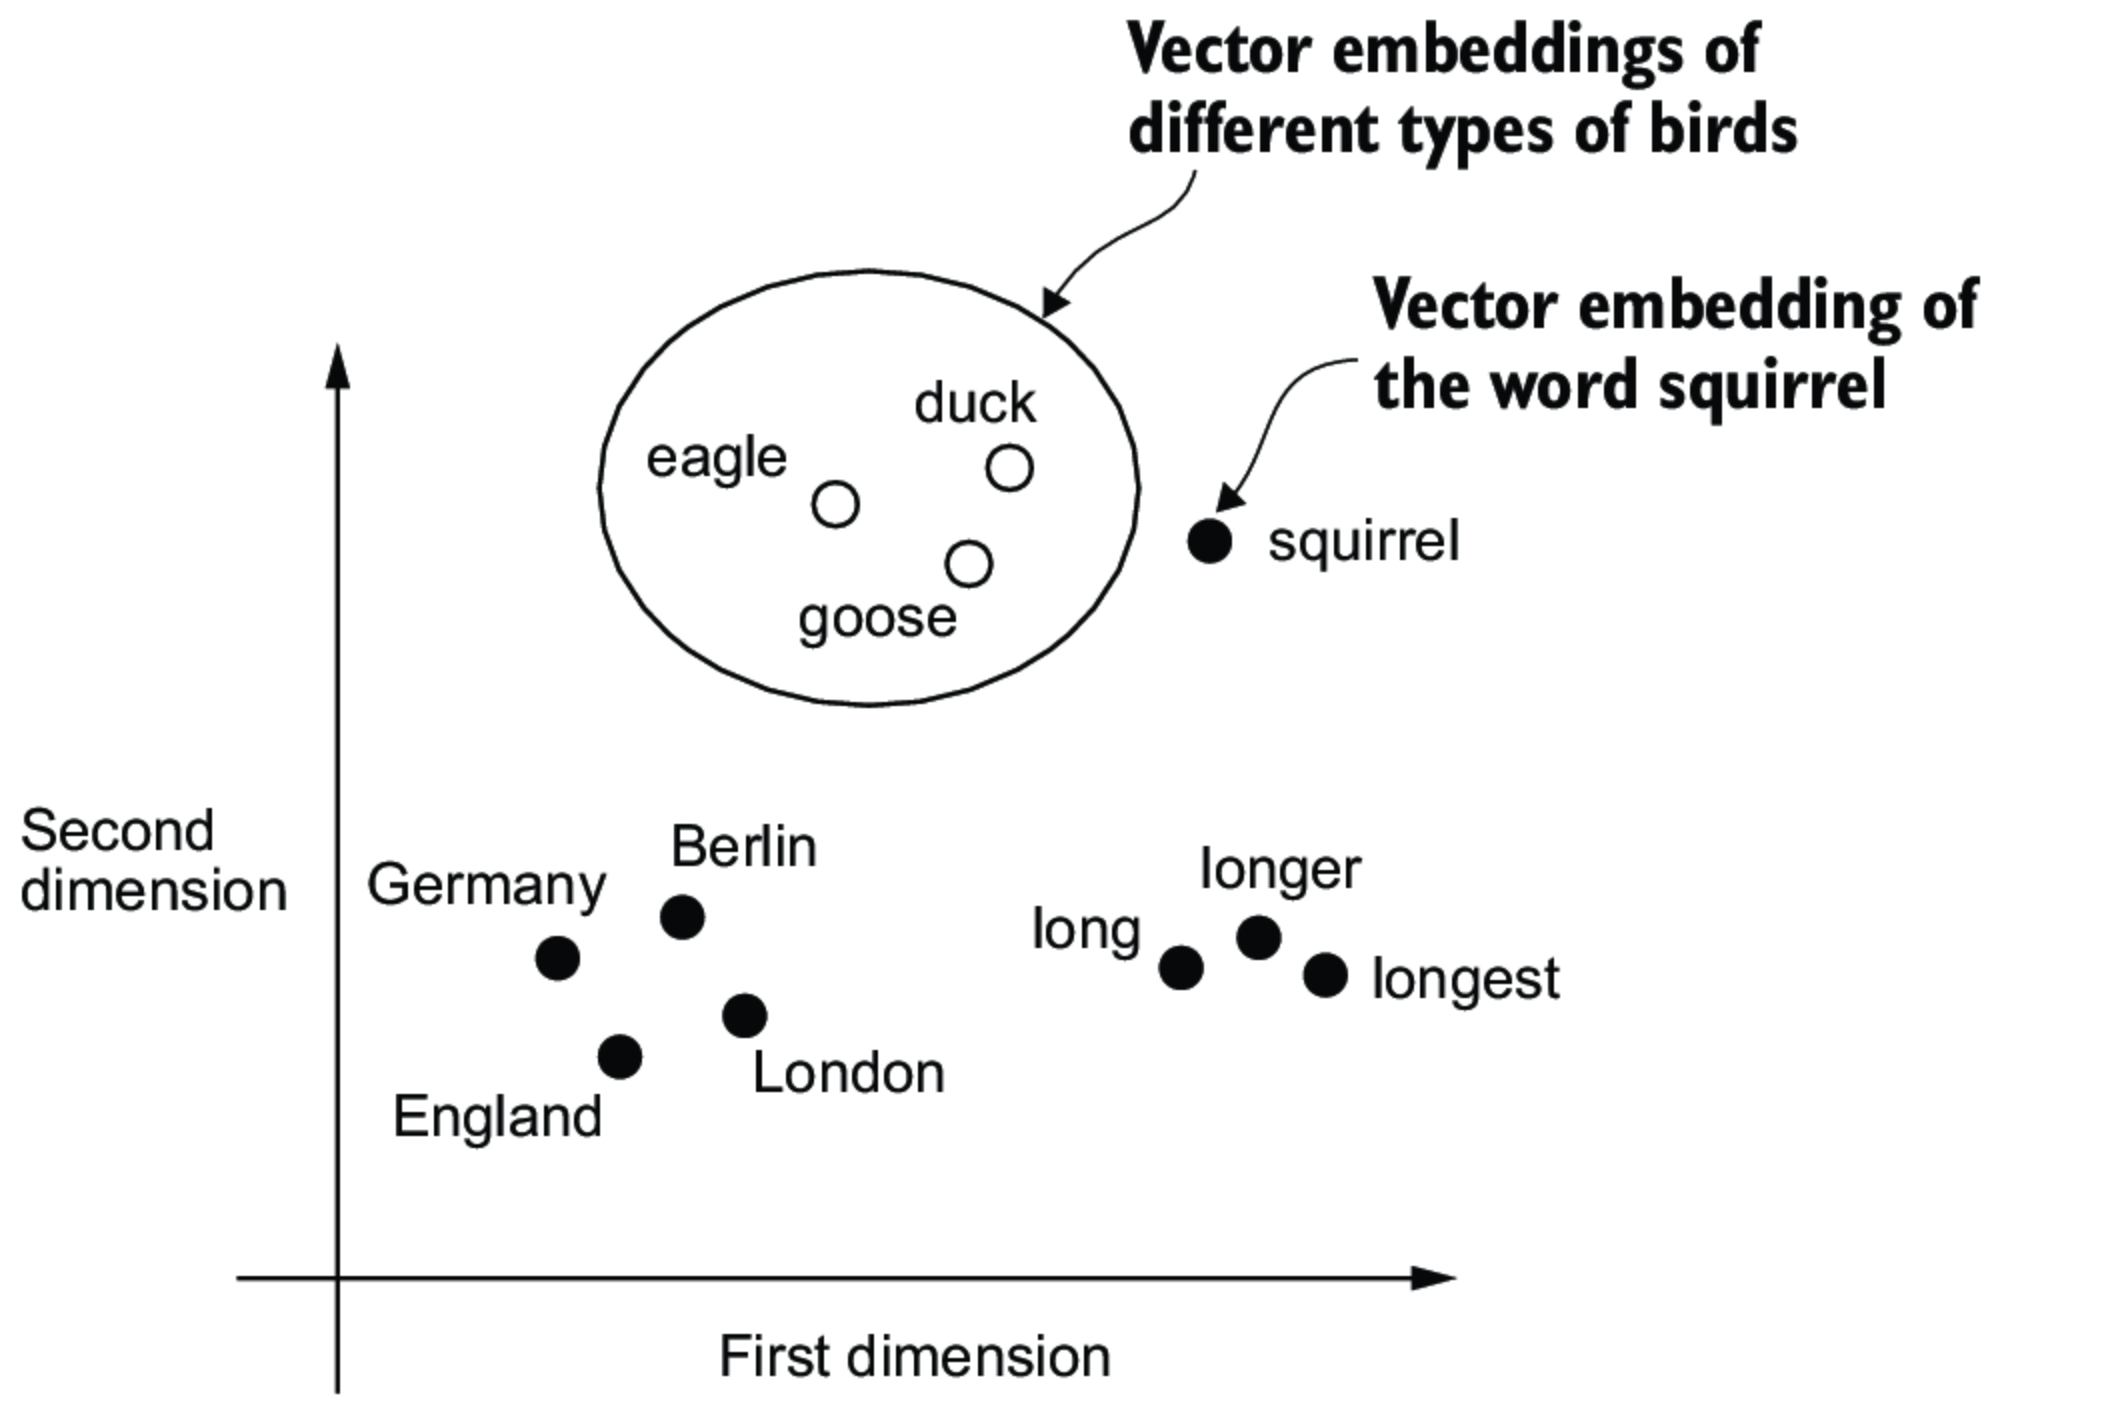 Vector embeddings of
different types of birds
Vector embedding of
the word squirrel
duck
eagle
squirrel
goose
Second
dimension
Berlin
Germany
longer
long
longest
London
England
First dimension